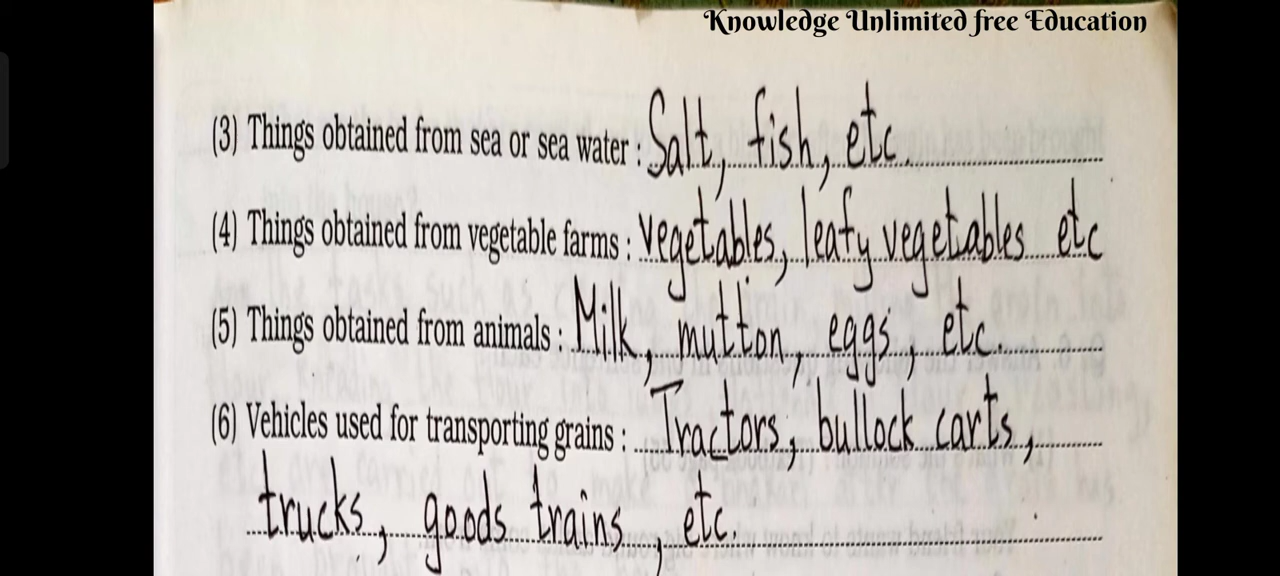 Knowledge Unlimited free Education
(3) Things obtained from sea or sea water : Salt, fish, etc.
(4) Things obtained from vegetable farms : Vegetables, leafy vegetables etc
(5) Things obtained from animals : Milk, mutton, eggs, etc.
(6) Vehicles used for transporting grains : Tractors, bullock carts,
trucks, goods trains, etc.